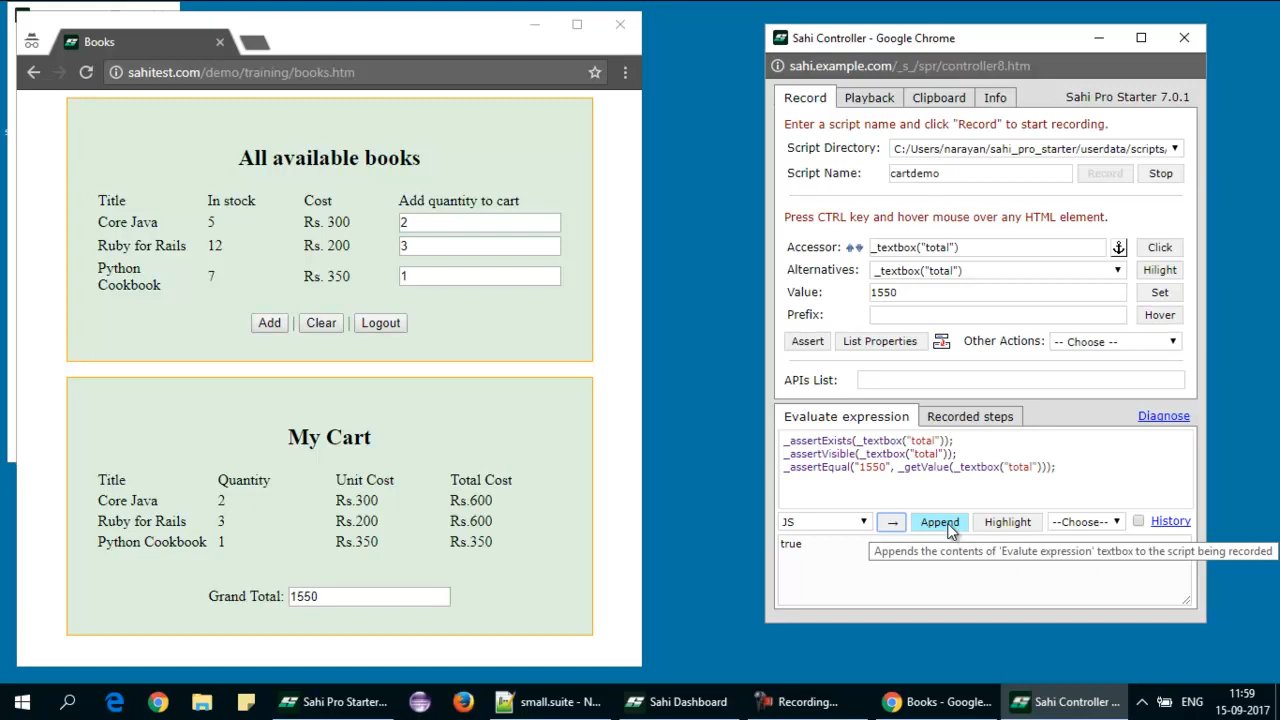 Books
sahitest.com/demo/training/books.htm
All available books
Title In stock Cost Add quantity to cart
Core Java 5 Rs. 300 2
Ruby for Rails 12 Rs. 200 3
Python Cookbook 7 Rs. 350 1
Add | Clear | Logout
My Cart
Title Quantity Unit Cost Total Cost
Core Java 2 Rs.300 Rs.600
Ruby for Rails 3 Rs.200 Rs.600
Python Cookbook 1 Rs.350 Rs.350
Grand Total: 1550
Sahi Controller - Google Chrome
sahi.example.com/_s_/spr/controller8.htm
Record Playback Clipboard Info Sahi Pro Starter 7.0.1
Enter a script name and click "Record" to start recording.
Script Directory: C:/Users/narayan/sahi_pro_starter/userdata/scripts/
Script Name: cartdemo Record Stop
Press CTRL key and hover mouse over any HTML element.
Accessor: _textbox("total") Click
Alternatives: _textbox("total") Hilight
Value: 1550 Set
Prefix: Hover
Assert List Properties Other Actions: -- Choose --
APIs List:
Evaluate expression Recorded steps Diagnose
_assertExists(_textbox("total"));
_assertVisible(_textbox("total"));
_assertEqual("1550", _getValue(_textbox("total")));
JS → Append Highlight --Choose-- History
true
Appends the contents of 'Evalute expression' textbox to the script being recorded
Sahi Pro Starter... small.suite - N... Sahi Dashboard Recording... Books - Google... Sahi Controller ... ENG 11:59
15-09-2017